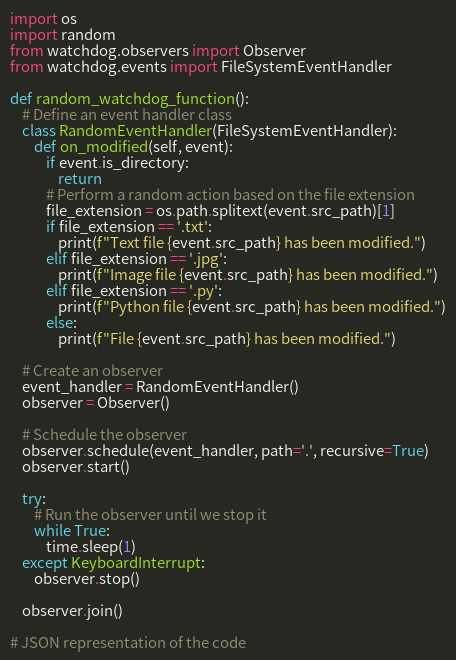 import os
import random
from watchdog.observers import Observer
from watchdog.events import FileSystemEventHandler

def random_watchdog_function():
    # Define an event handler class
    class RandomEventHandler(FileSystemEventHandler):
        def on_modified(self, event):
            if event.is_directory:
                return
            # Perform a random action based on the file extension
            file_extension = os.path.splitext(event.src_path)[1]
            if file_extension == '.txt':
                print(f"Text file {event.src_path} has been modified.")
            elif file_extension == '.jpg':
                print(f"Image file {event.src_path} has been modified.")
            elif file_extension == '.py':
                print(f"Python file {event.src_path} has been modified.")
            else:
                print(f"File {event.src_path} has been modified.")

    # Create an observer
    event_handler = RandomEventHandler()
    observer = Observer()

    # Schedule the observer
    observer.schedule(event_handler, path='.', recursive=True)
    observer.start()

    try:
        # Run the observer until we stop it
        while True:
            time.sleep(1)
    except KeyboardInterrupt:
        observer.stop()

    observer.join()

# JSON representation of the code